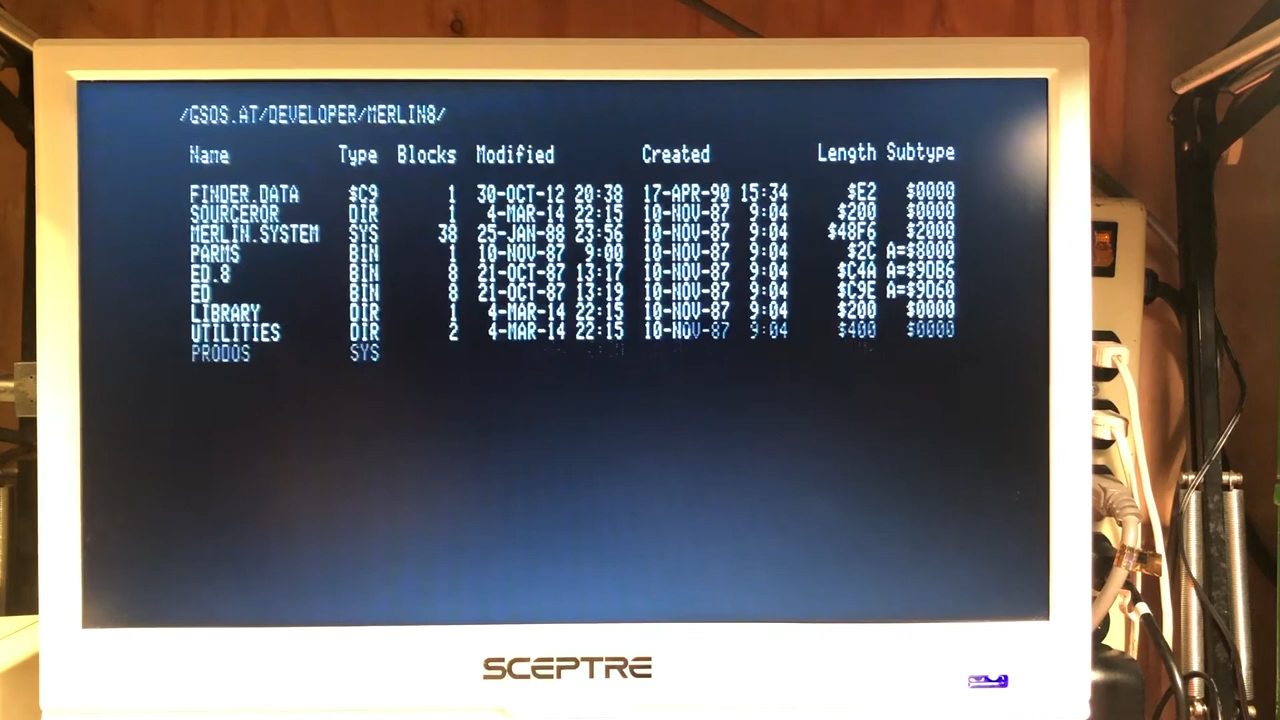 /GSOS.AT/DEVELOPER/MERLIN8/
Name Type Blocks Modified Created Length Subtype
FINDER.DATA $C9 1 30-OCT-12 20:38 17-APR-90 15:34 $E2 $0000
SOURCEROR DIR 1 4-MAR-14 22:15 10-NOV-87 9:04 $200 $0000
MERLIN.SYSTEM SYS 38 25-JAN-88 23:56 10-NOV-87 9:04 $48F6 $2000
PARMS BIN 1 10-NOV-87 9:00 10-NOV-87 9:04 $2C A=$8000
ED.8 BIN 8 21-OCT-87 13:17 10-NOV-87 9:04 $C4A A=$9DB6
ED BIN 8 21-OCT-87 13:19 10-NOV-87 9:04 $C9E A=$9D60
LIBRARY DIR 1 4-MAR-14 22:15 10-NOV-87 9:04 $200 $0000
UTILITIES DIR 2 4-MAR-14 22:15 10-NOV-87 9:04 $400 $0000
PRODOS SYS
SCEPTRE